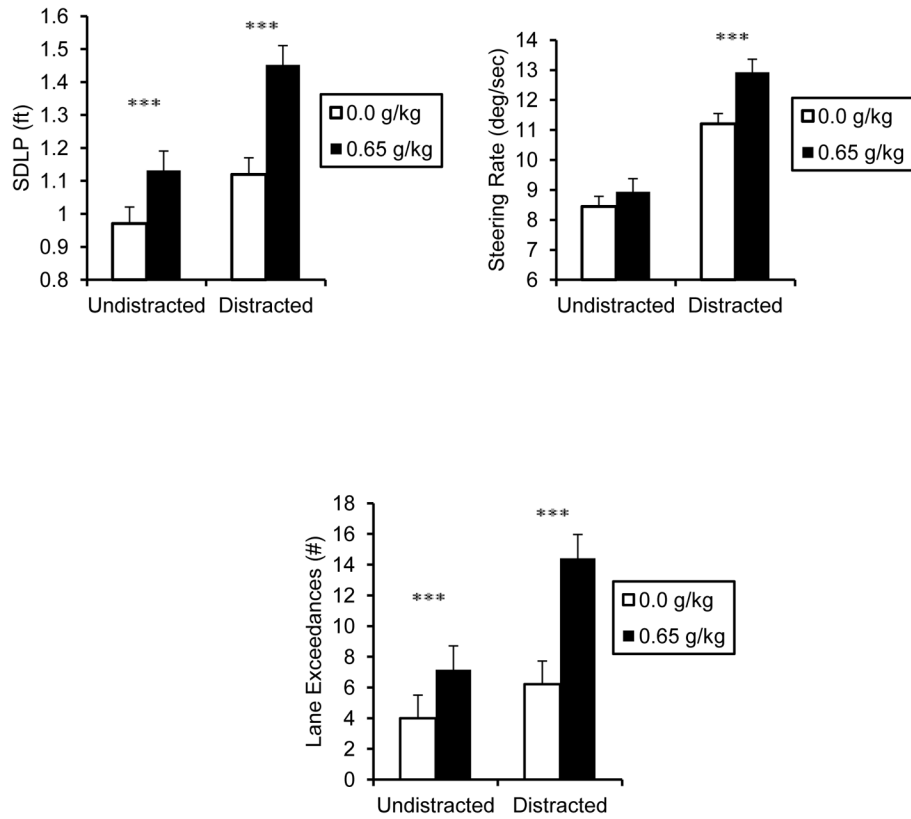 SDLP (ft)
1.6
1.5
1.4
1.3
1.2
1.1
1
0.9
0.8
***
***
Undistracted
Distracted
0.0 g/kg
0.65 g/kg
Steering Rate (deg/sec)
14
13
12
11
10
9
8
7
6
***
Undistracted
Distracted
0.0 g/kg
0.65 g/kg
Lane Exceedances (#)
18
16
14
12
10
8
6
4
2
0
***
***
Undistracted
Distracted
0.0 g/kg
0.65 g/kg